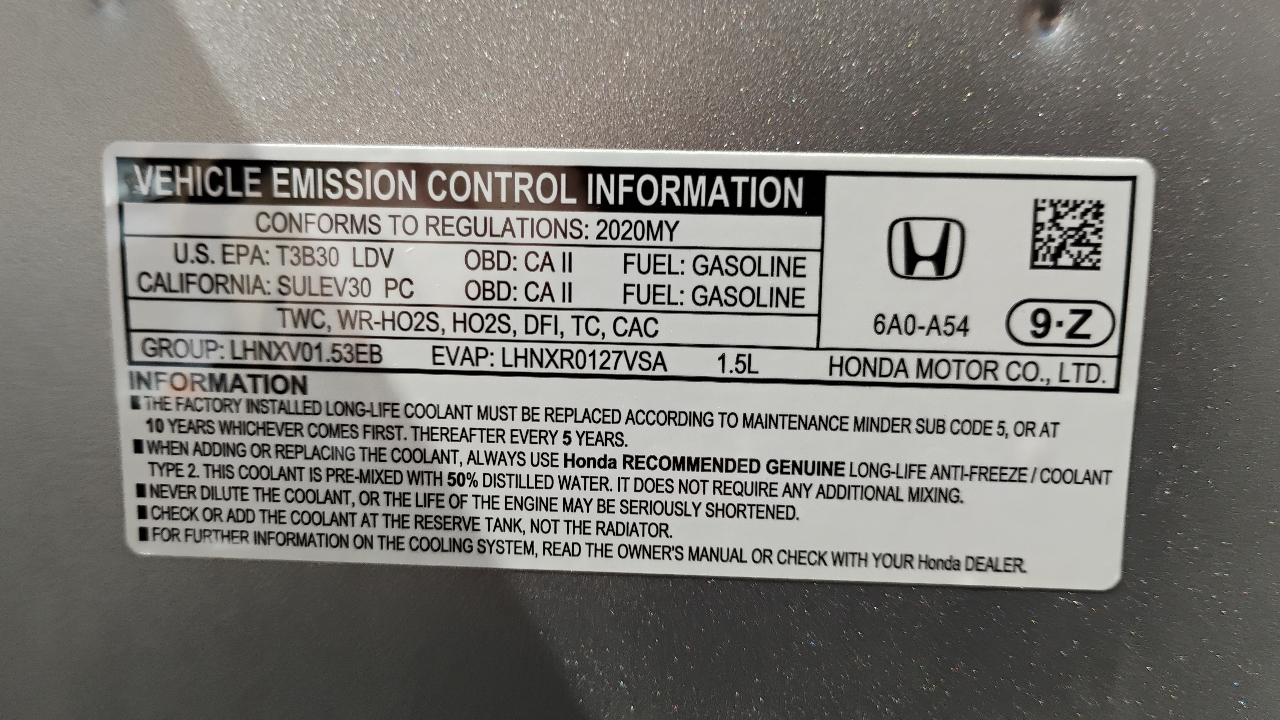 VEHICLE EMISSION CONTROL INFORMATION
CONFORMS TO REGULATIONS: 2020MY
U.S. EPA: T3B30 LDV OBD: CA II FUEL: GASOLINE
CALIFORNIA: SULEV30 PC OBD: CA II FUEL: GASOLINE
TWC, WR-HO2S, HO2S, DFI, TC, CAC
6A0-A54 9·Z
GROUP: LHNXV01.53EB EVAP: LHNXR0127VSA 1.5L HONDA MOTOR CO., LTD.
INFORMATION
■ THE FACTORY INSTALLED LONG-LIFE COOLANT MUST BE REPLACED ACCORDING TO MAINTENANCE MINDER SUB CODE 5, OR AT
10 YEARS WHICHEVER COMES FIRST. THEREAFTER EVERY 5 YEARS.
■ WHEN ADDING OR REPLACING THE COOLANT, ALWAYS USE Honda RECOMMENDED GENUINE LONG-LIFE ANTI-FREEZE / COOLANT
TYPE 2. THIS COOLANT IS PRE-MIXED WITH 50% DISTILLED WATER. IT DOES NOT REQUIRE ANY ADDITIONAL MIXING.
■ NEVER DILUTE THE COOLANT, OR THE LIFE OF THE ENGINE MAY BE SERIOUSLY SHORTENED.
■ CHECK OR ADD THE COOLANT AT THE RESERVE TANK, NOT THE RADIATOR.
■ FOR FURTHER INFORMATION ON THE COOLING SYSTEM, READ THE OWNER'S MANUAL OR CHECK WITH YOUR Honda DEALER.